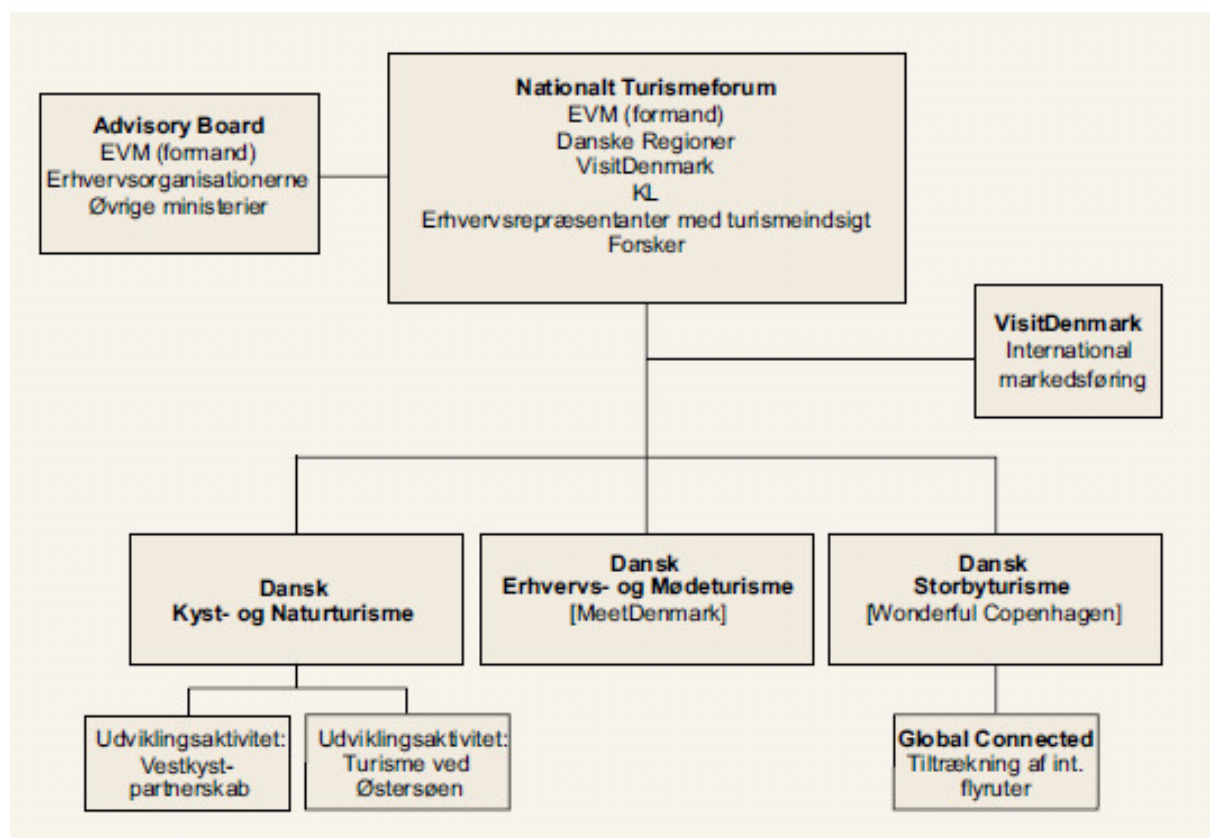 Nationalt Turismeforum
EVM (formand)
Danske Regioner
VisitDenmark
KL
Erhvervsrepræsentanter med turismeindsigt
Forsker
Advisory Board
EVM (formand)
Erhvervsorganisationerne
Øvrige ministerier
VisitDenmark
International
markedsføring
Dansk
Kyst- og Naturturisme
Dansk
Erhvervs- og Mødeturisme
[MeetDenmark]
Dansk
Storbyturisme
[Wonderful Copenhagen]
Udviklingsaktivitet:
Vestkyst-
partnerskab
Udviklingsaktivitet:
Turisme ved
Østersøen
Global Connected
Tiltrækning af int.
flyruter